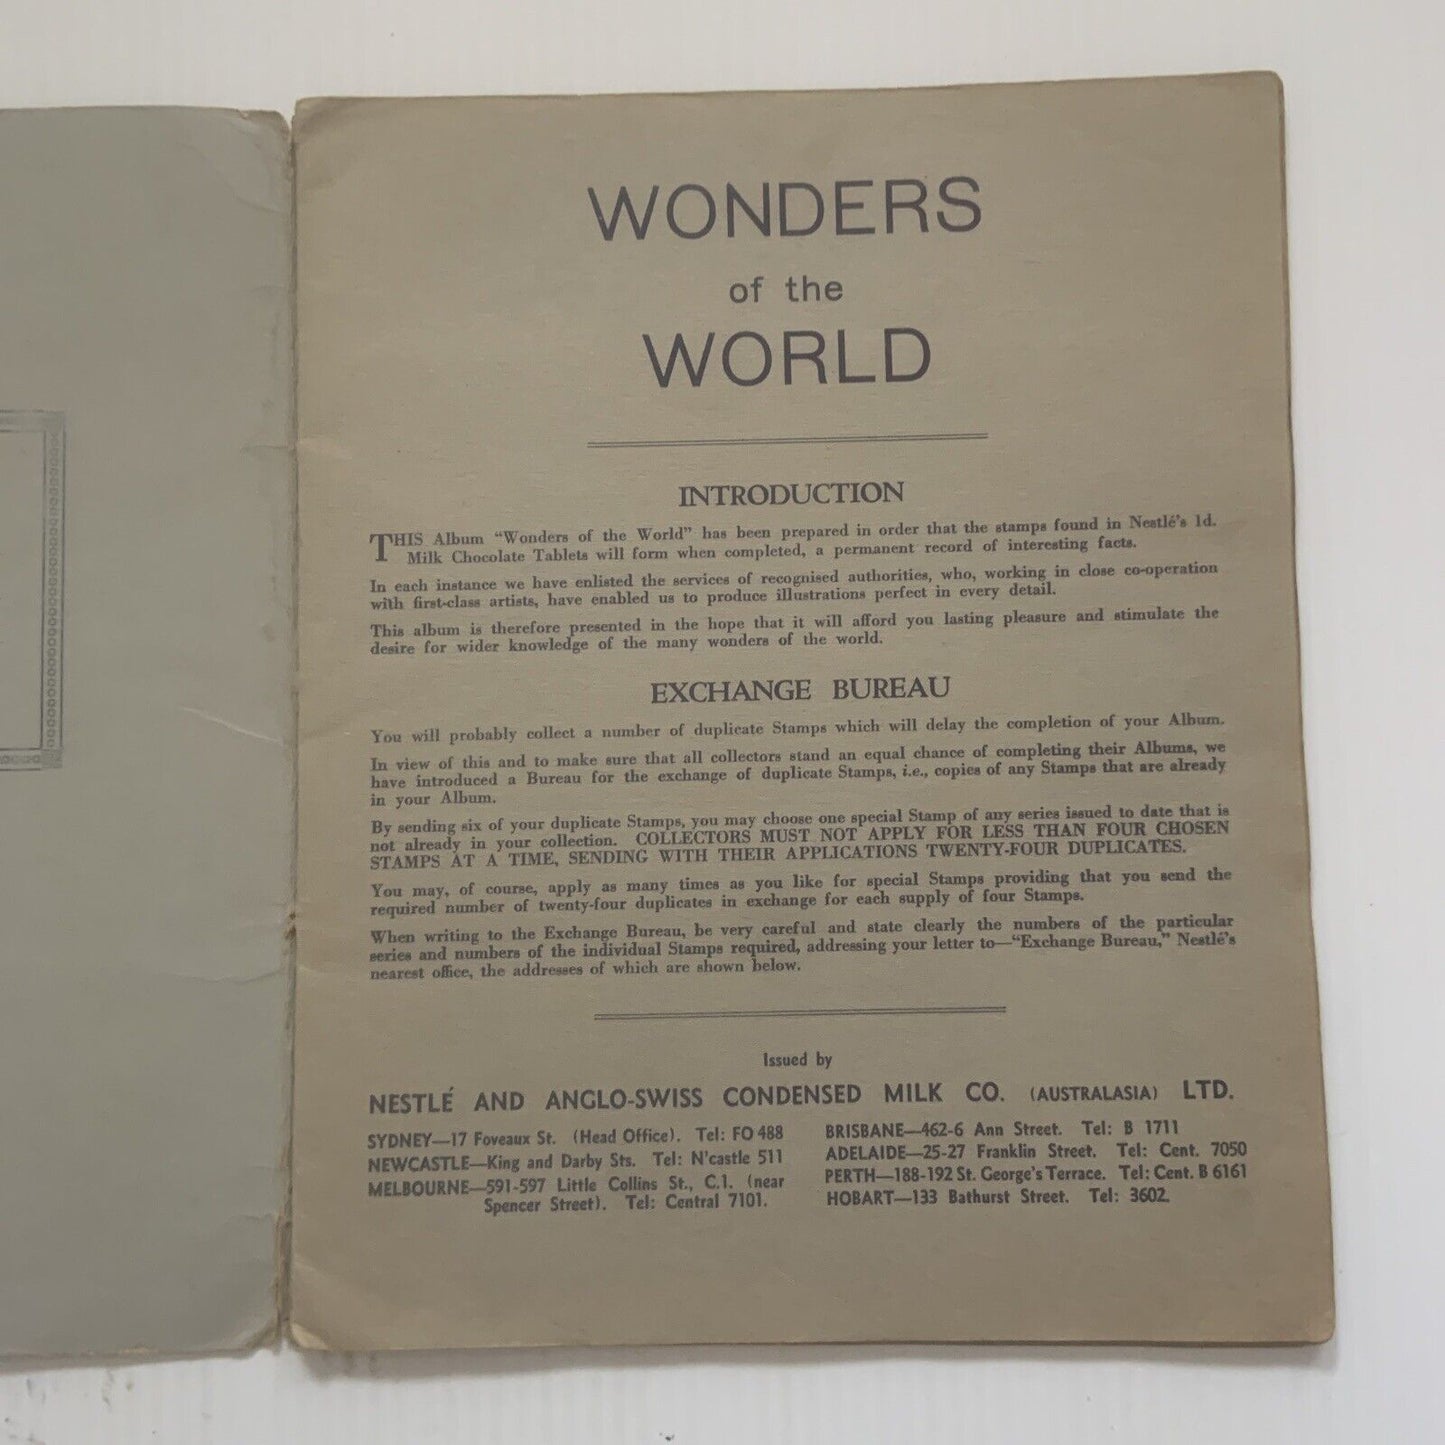 WONDERS
of the
WORLD
INTRODUCTION
THIS Album "Wonders of the World" has been prepared in order that the stamps found in Nestlé's 1d.
Milk Chocolate Tablets will form when completed, a permanent record of interesting facts.
In each instance we have enlisted the services of recognised authorities, who, working in close co-operation
with first-class artists, have enabled us to produce illustrations perfect in every detail.
This album is therefore presented in the hope that it will afford you lasting pleasure and stimulate the
desire for wider knowledge of the many wonders of the world.
EXCHANGE BUREAU
You will probably collect a number of duplicate Stamps which will delay the completion of your Album.
In view of this and to make sure that all collectors stand an equal chance of completing their Albums, we
have introduced a Bureau for the exchange of duplicate Stamps, i.e., copies of any Stamps that are already
in your Album.
By sending six of your duplicate Stamps, you may choose one special Stamp of any series issued to date that is
not already in your collection. COLLECTORS MUST NOT APPLY FOR LESS THAN FOUR CHOSEN
STAMPS AT A TIME, SENDING WITH THEIR APPLICATIONS TWENTY-FOUR DUPLICATES.
You may, of course, apply as many times as you like for special Stamps providing that you send the
required number of twenty-four duplicates in exchange for each supply of four Stamps.
When writing to the Exchange Bureau, be very careful and state clearly the numbers of the particular
series and numbers of the individual Stamps required, addressing your letter to—"Exchange Bureau," Nestlé's
nearest office, the addresses of which are shown below.
Issued by
NESTLÉ AND ANGLO-SWISS CONDENSED MILK CO. (AUSTRALASIA) LTD.
SYDNEY—17 Foveaux St. (Head Office). Tel: FO 488
NEWCASTLE—King and Darby Sts. Tel: N'castle 511
MELBOURNE—591-597 Little Collins St., C.1. (near
Spencer Street). Tel: Central 7101.
BRISBANE—462-6 Ann Street. Tel: B 1711
ADELAIDE—25-27 Franklin Street. Tel: Cent. 7050
PERTH—188-192 St. George's Terrace. Tel: Cent. B 6161
HOBART—133 Bathurst Street. Tel: 3602.